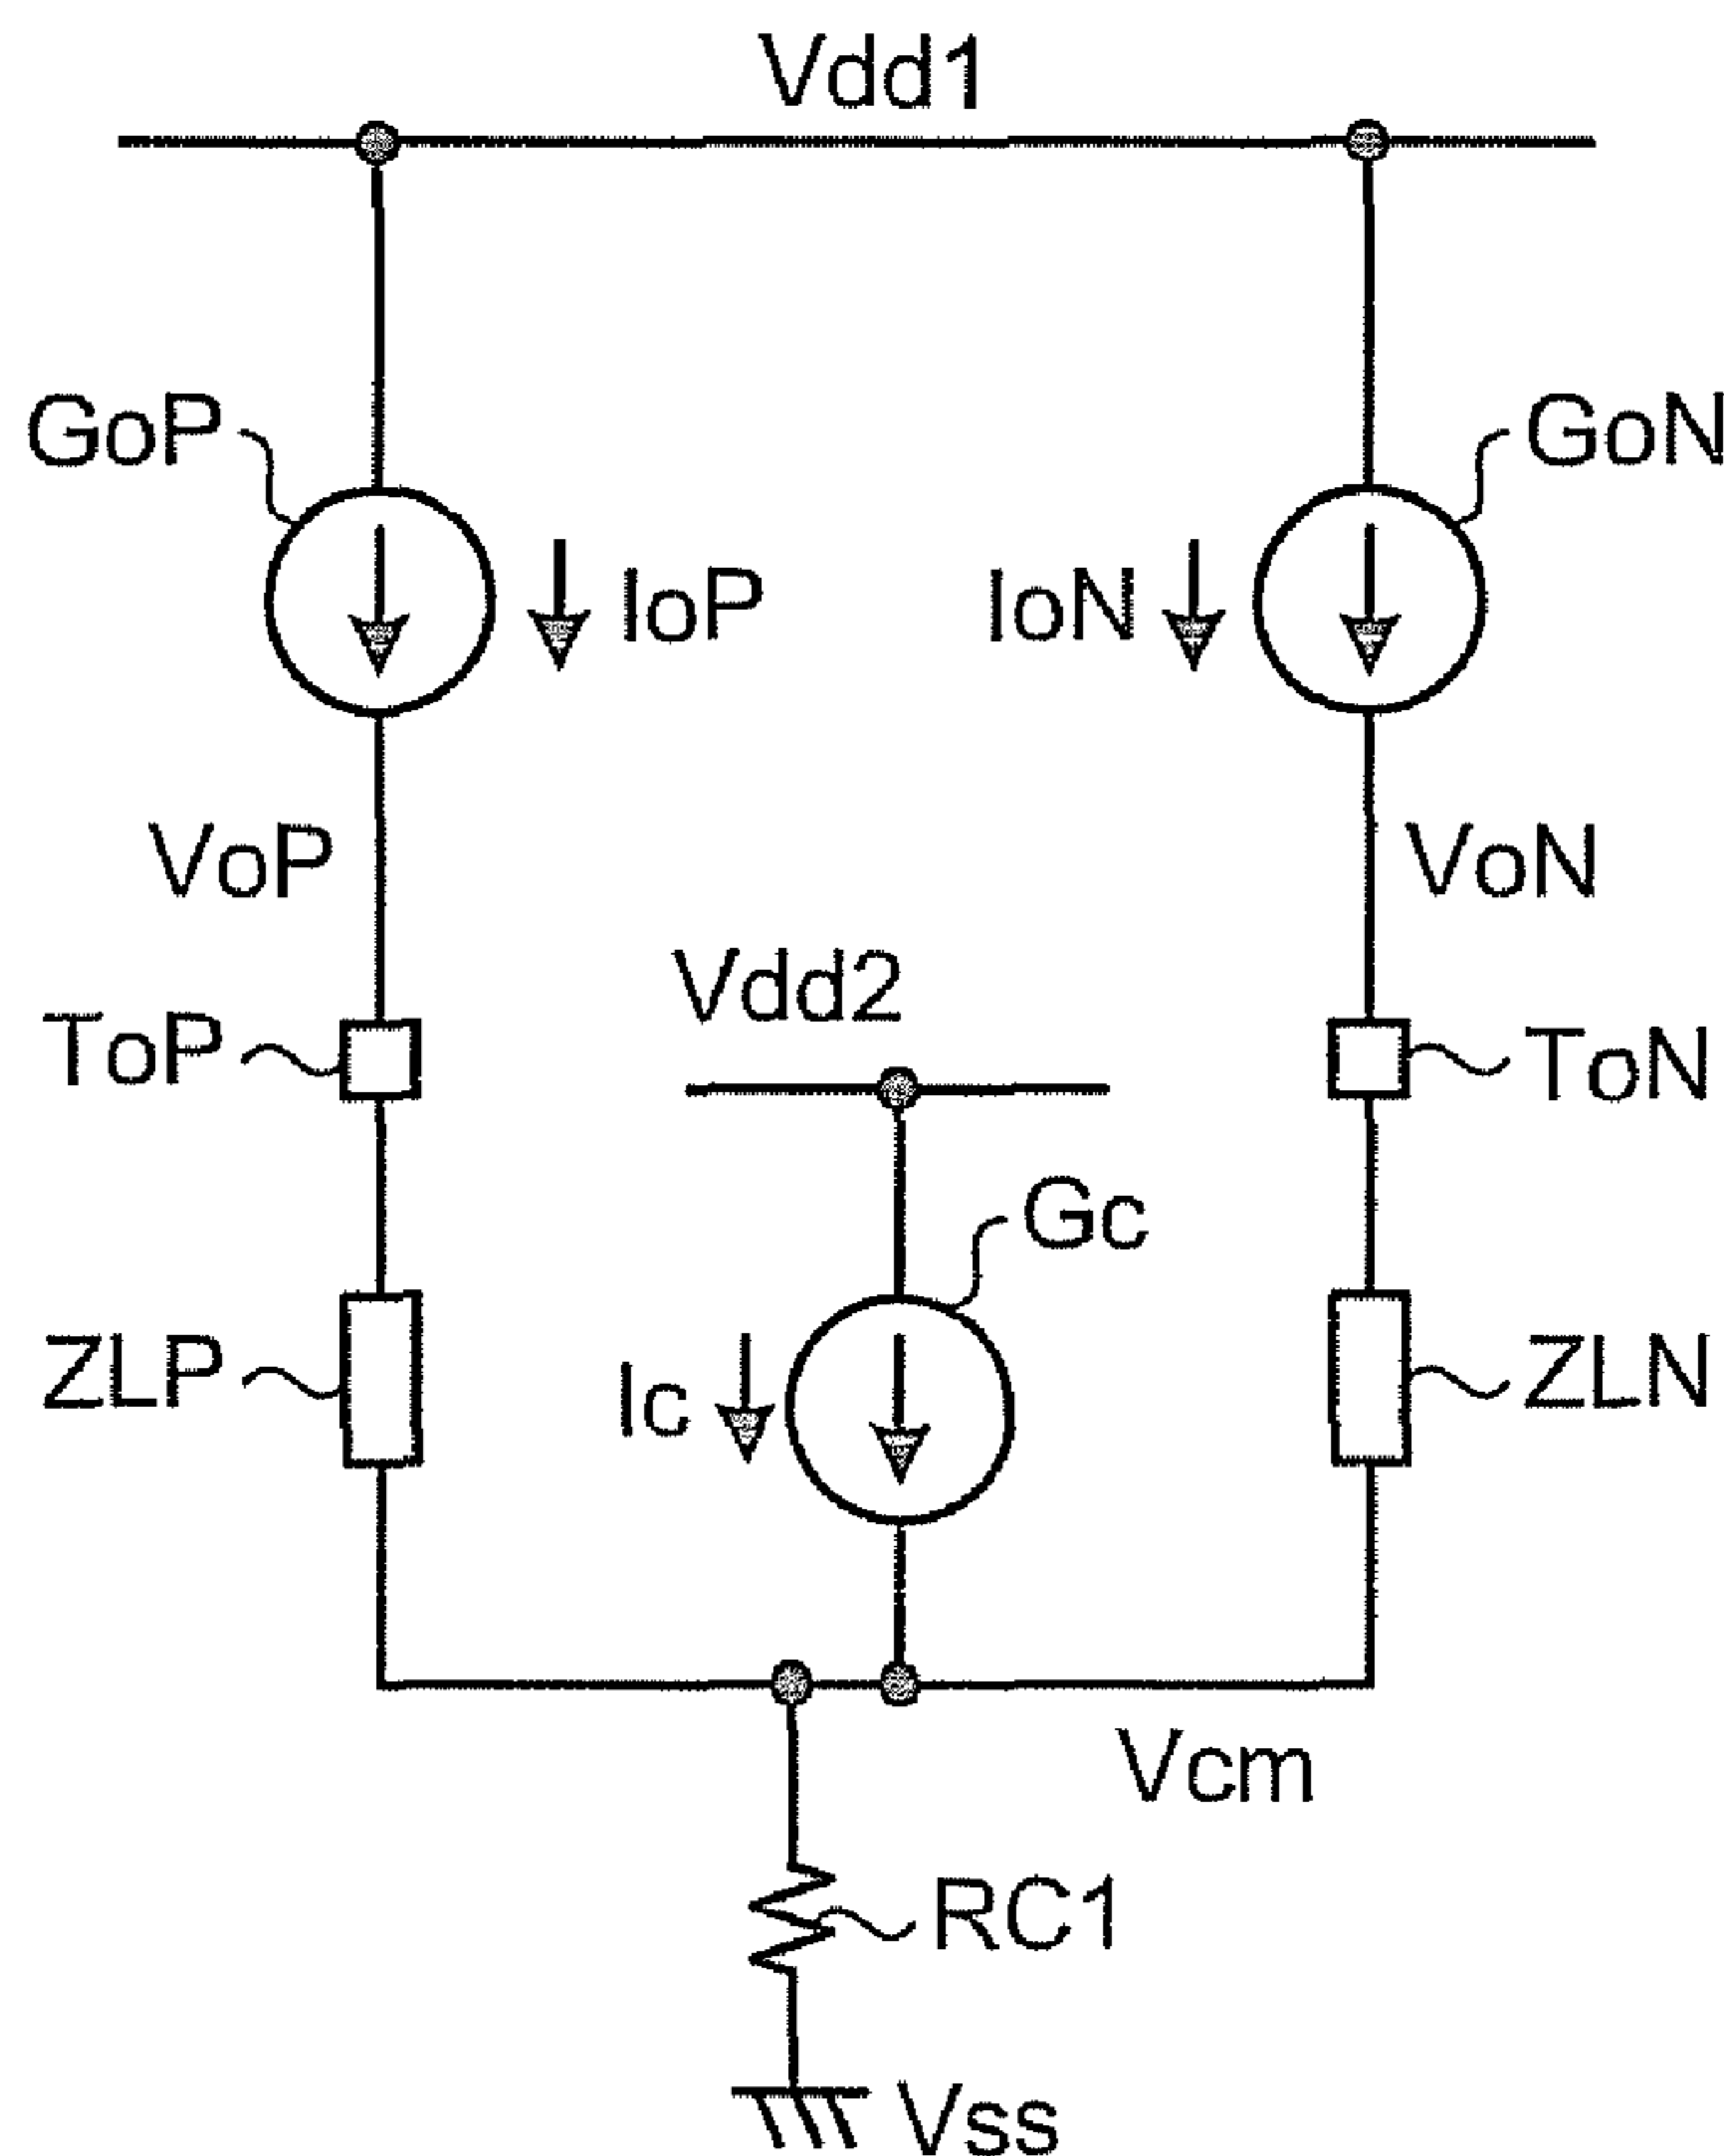 Vdd1
GoP
GoN
IoP
IoN
VoP
VoN
Vdd2
ToP
ToN
Gc
ZLP
Ic
ZLN
Vcm
RC1
Vss